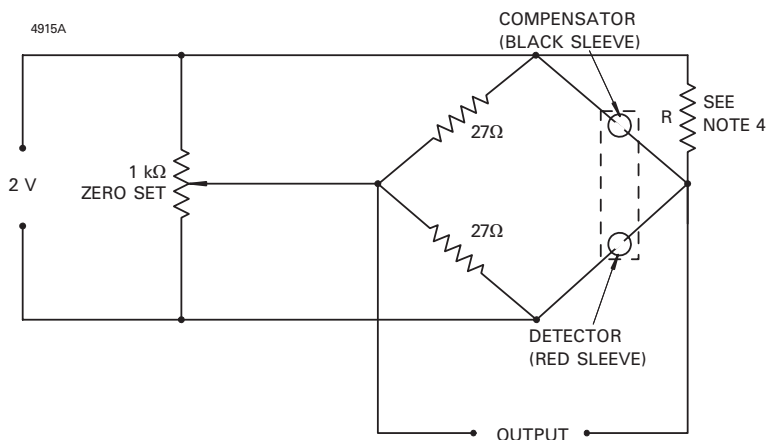 4915A
COMPENSATOR
(BLACK SLEEVE)
27Ω
R
SEE
NOTE 4
2 V
1 kΩ
ZERO SET
27Ω
DETECTOR
(RED SLEEVE)
OUTPUT